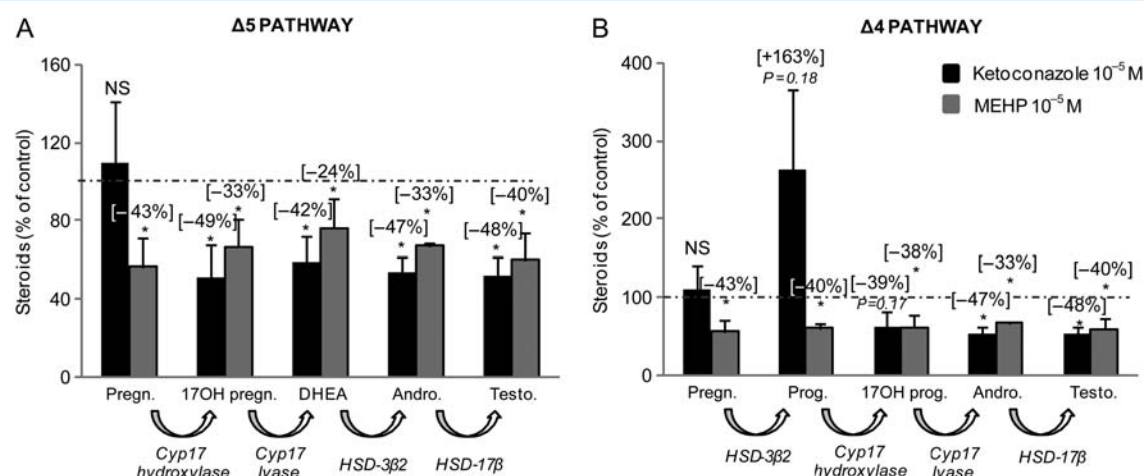 A
Δ5 PATHWAY
160
120
80
40
0
Steroids (% of control)
NS
[–43%]
*
[–49%]
*
[–33%]
*
[–42%]
*
[–24%]
*
[–47%]
*
[–33%]
*
[–48%]
*
[–40%]
*
Pregn. 17OH pregn. DHEA Andro. Testo.
Cyp17
hydroxylase
Cyp17
lyase
HSD-3β2
HSD-17β
B
Δ4 PATHWAY
400
300
200
100
0
Steroids (% of control)
Ketoconazole 10⁻⁵ M
MEHP 10⁻⁵ M
NS
[–43%]
*
[+163%]
P=0.18
[–40%]
*
[–39%]
P=0.17
[–38%]
*
[–47%]
*
[–33%]
*
[–48%]
*
[–40%]
*
Pregn. Prog. 17OH prog. Andro. Testo.
HSD-3β2
Cyp17
hydroxylase
Cyp17
lyase
HSD-17β